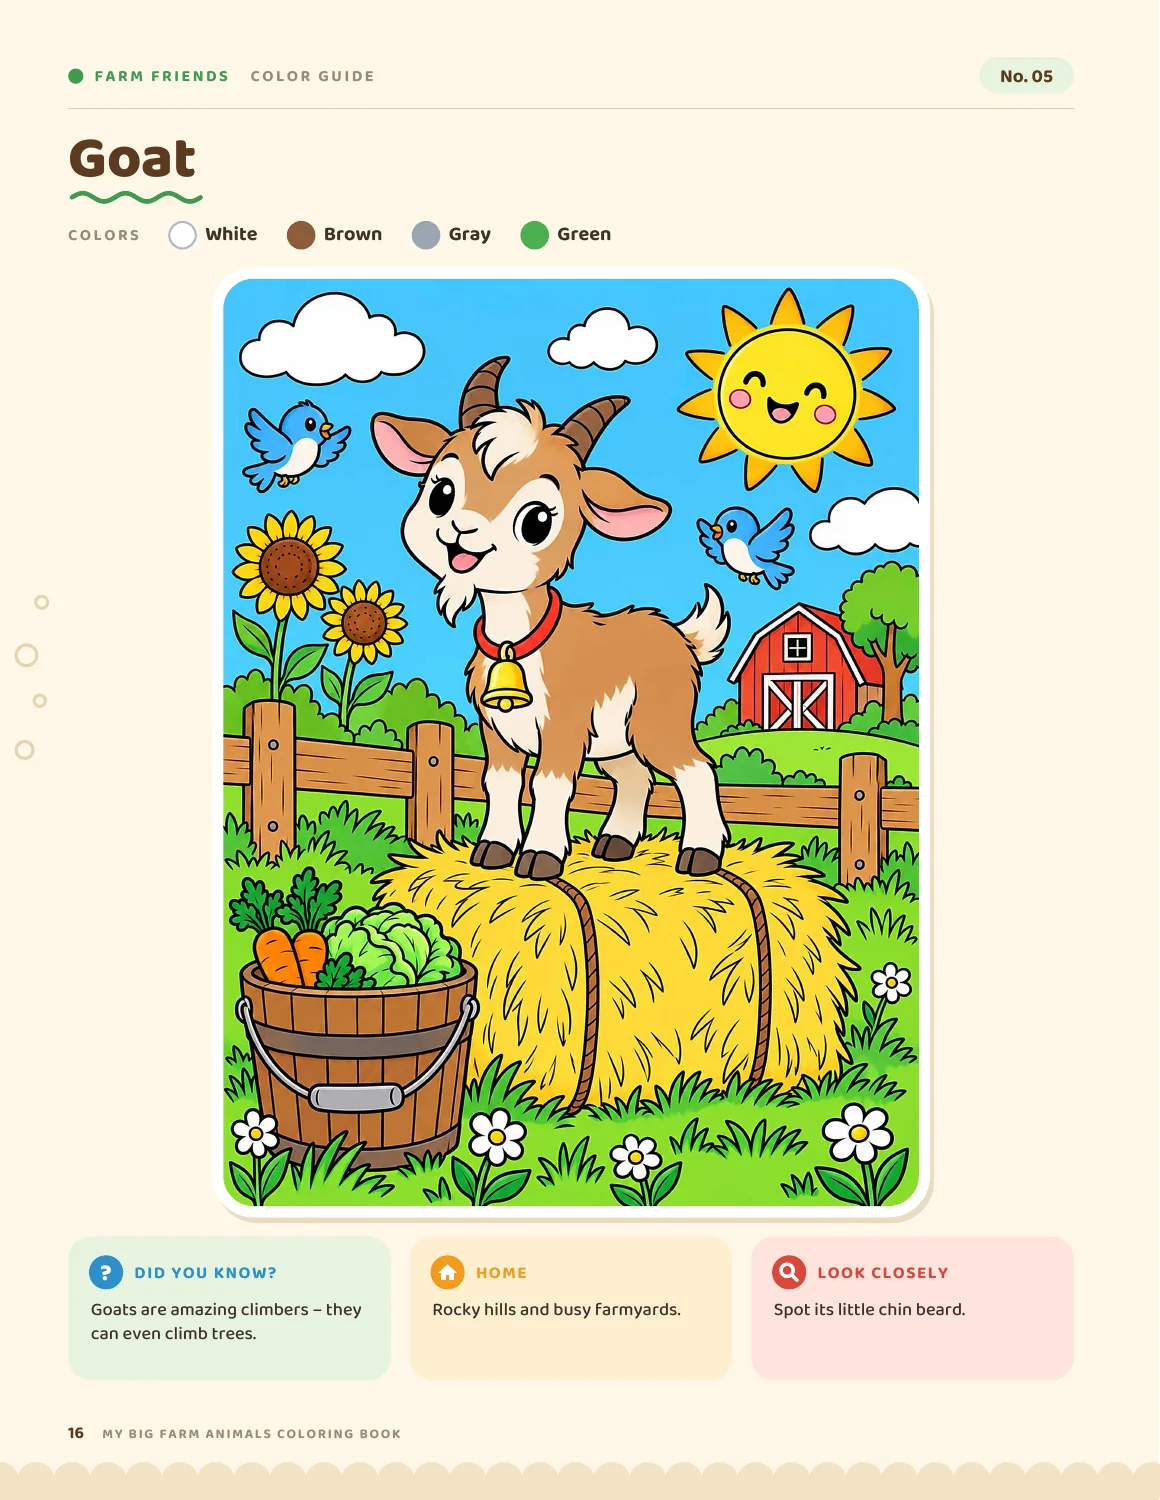 FARM FRIENDS COLOR GUIDE
No. 05
Goat
COLORS White Brown Gray Green
DID YOU KNOW?
Goats are amazing climbers – they
can even climb trees.
HOME
Rocky hills and busy farmyards.
LOOK CLOSELY
Spot its little chin beard.
16 MY BIG FARM ANIMALS COLORING BOOK